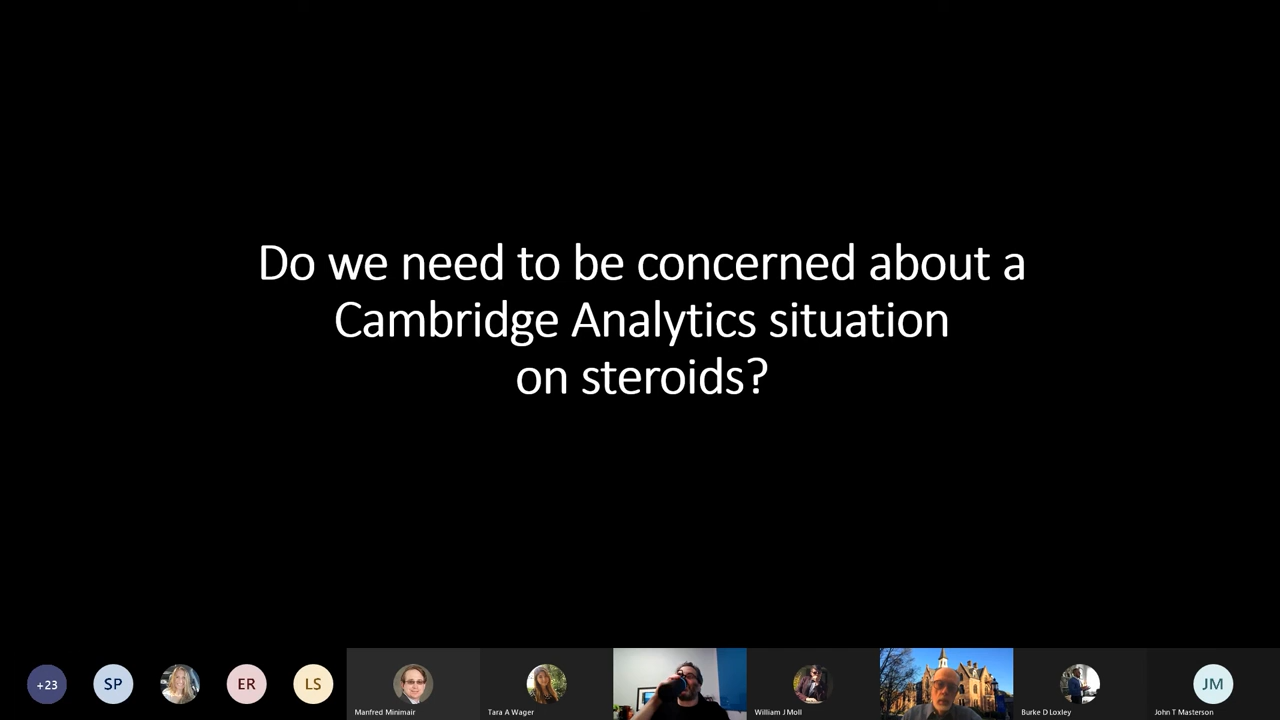 Do we need to be concerned about a
Cambridge Analytics situation
on steroids?
+23
SP
ER
LS
Manfred Minimair
Tara A Wager
William J Moll
Burke D Loxley
JM
John T Masterson